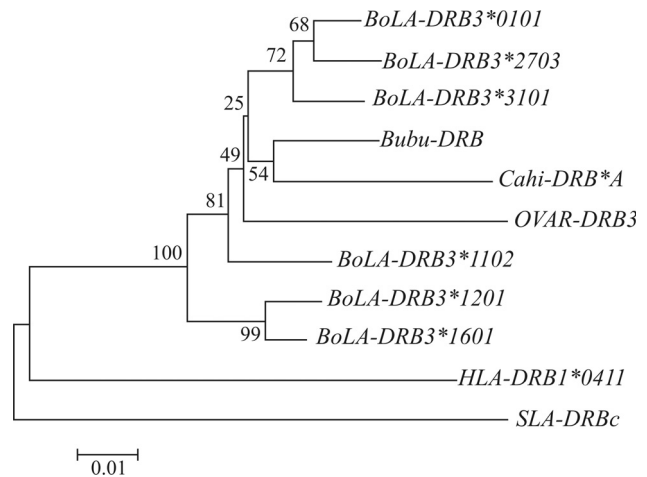 68
BoLA-DRB3*0101
72
BoLA-DRB3*2703
25
BoLA-DRB3*3101
Bubu-DRB
49
54
Cahi-DRB*A
81
OVAR-DRB3
100
BoLA-DRB3*1102
BoLA-DRB3*1201
99
BoLA-DRB3*1601
HLA-DRB1*0411
SLA-DRBc
0.01